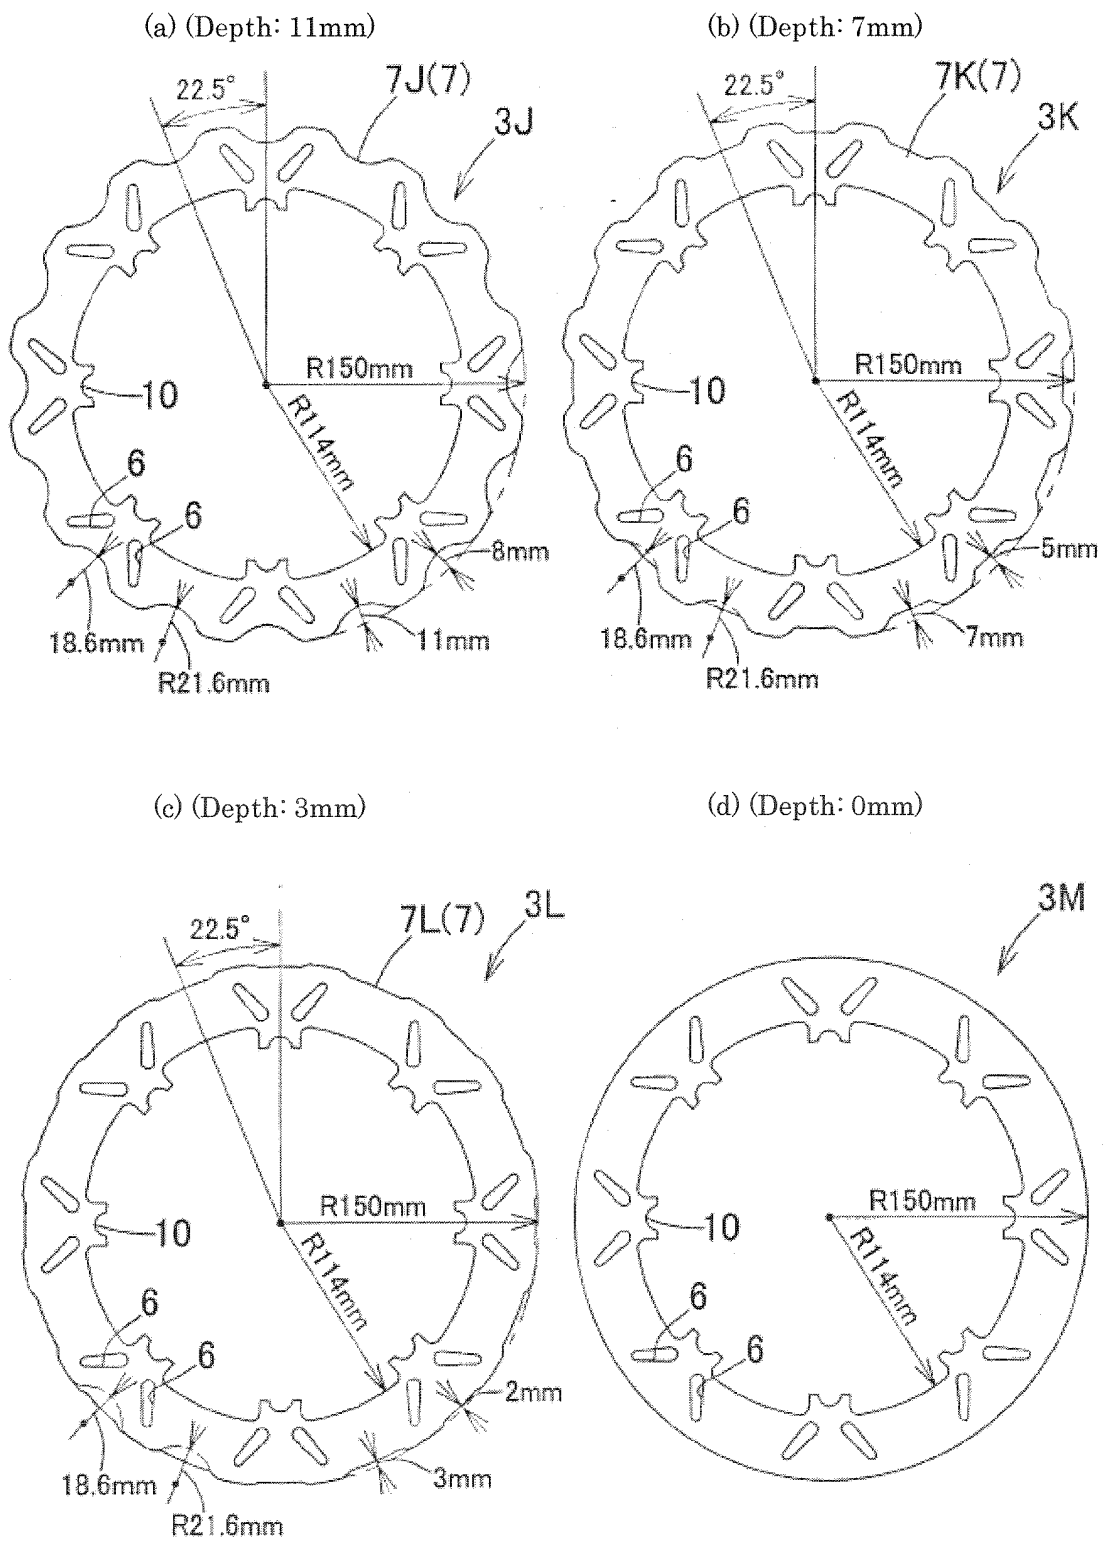 (a) (Depth: 11mm)
22.5°
7J(7)
3J
R150mm
R114mm
10
6
6
8mm
18.6mm
11mm
R21.6mm
(b) (Depth: 7mm)
22.5°
7K(7)
3K
R150mm
R114mm
10
6
6
5mm
18.6mm
7mm
R21.6mm
(c) (Depth: 3mm)
22.5°
7L(7)
3L
R150mm
R114mm
10
6
6
2mm
18.6mm
3mm
R21.6mm
(d) (Depth: 0mm)
3M
R150mm
R114mm
10
6
6